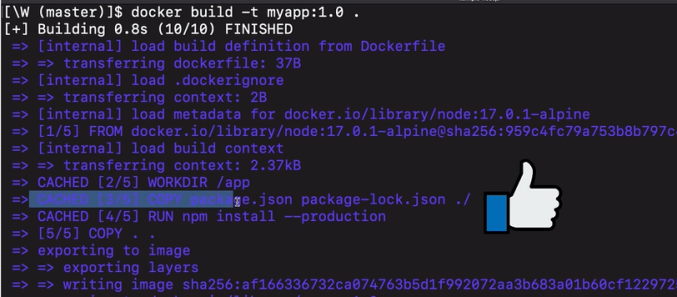 [\W (master)]$ docker build -t myapp:1.0 .
[+] Building 0.8s (10/10) FINISHED
=> [internal] load build definition from Dockerfile
=> => transferring dockerfile: 37B
=> [internal] load .dockerignore
=> => transferring context: 2B
=> [internal] load metadata for docker.io/library/node:17.0.1-alpine
=> [1/5] FROM docker.io/library/node:17.0.1-alpine@sha256:959c4fc79a753b8b797c
=> [internal] load build context
=> => transferring context: 2.37kB
=> CACHED [2/5] WORKDIR /app
=> CACHED [3/5] COPY package.json package-lock.json ./
=> CACHED [4/5] RUN npm install --production
=> [5/5] COPY . .
=> exporting to image
=> => exporting layers
=> => writing image sha256:af166336732ca074763b5d1f992072aa3b683a01b60cf122972